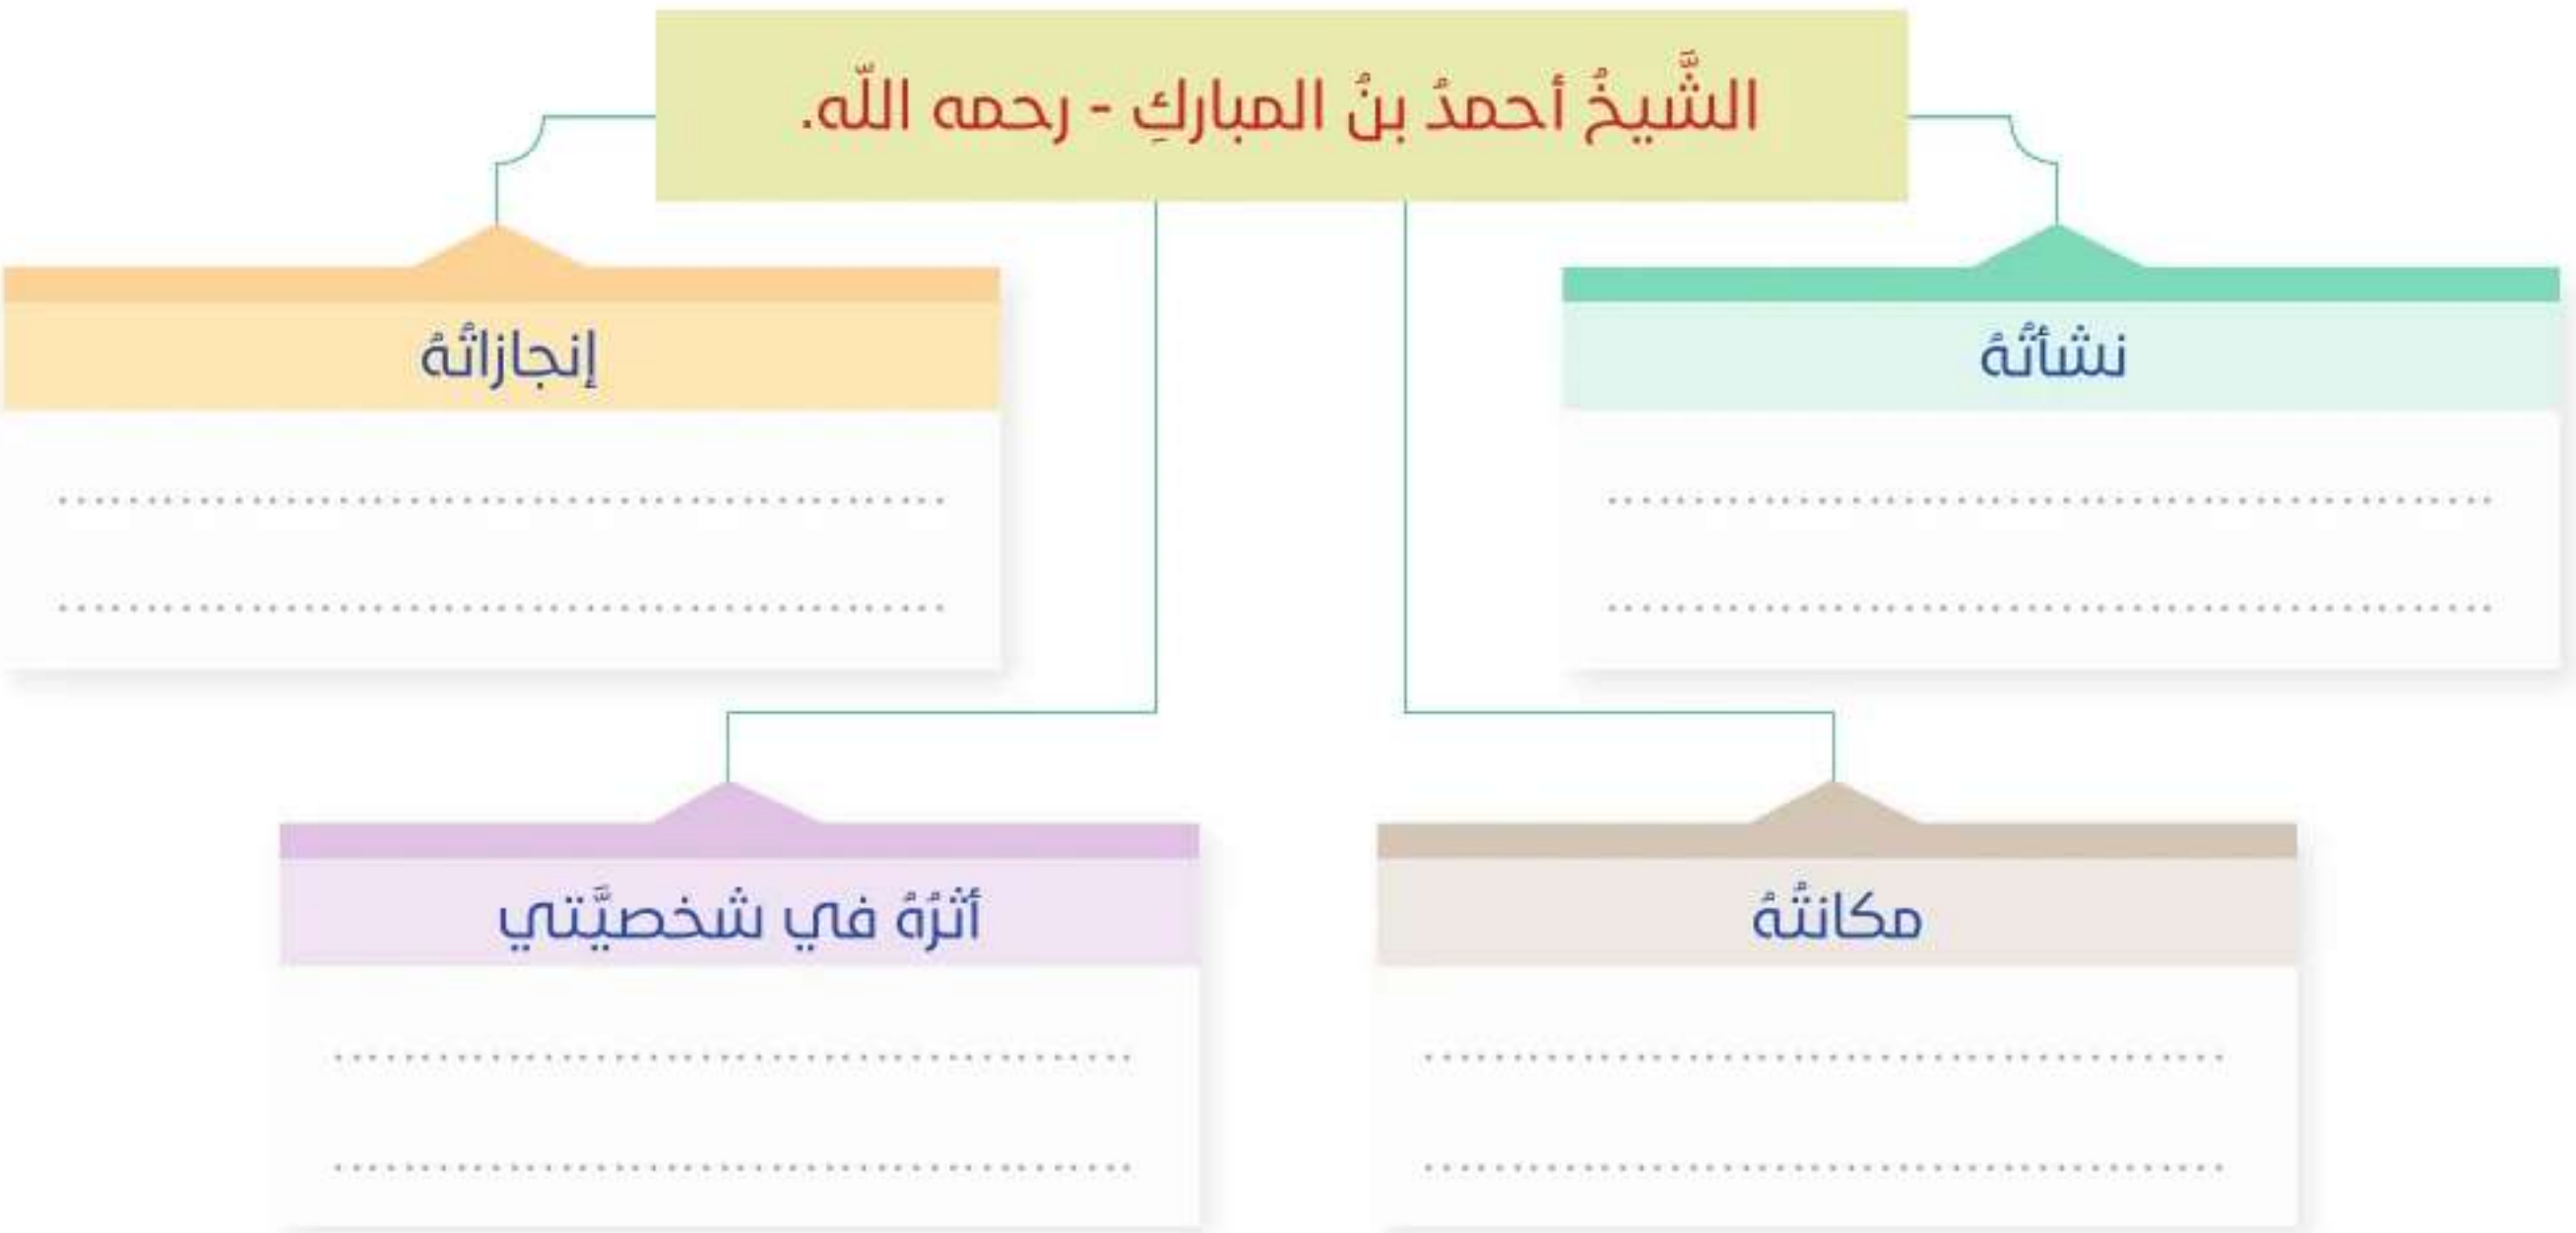 الشَّيخُ أحمدُ بنُ المباركِ - رحمه اللّه.
نشأتُهُ
إنجازاتُهُ
مكانتُهُ
أثرُهُ في شخصيَّتي